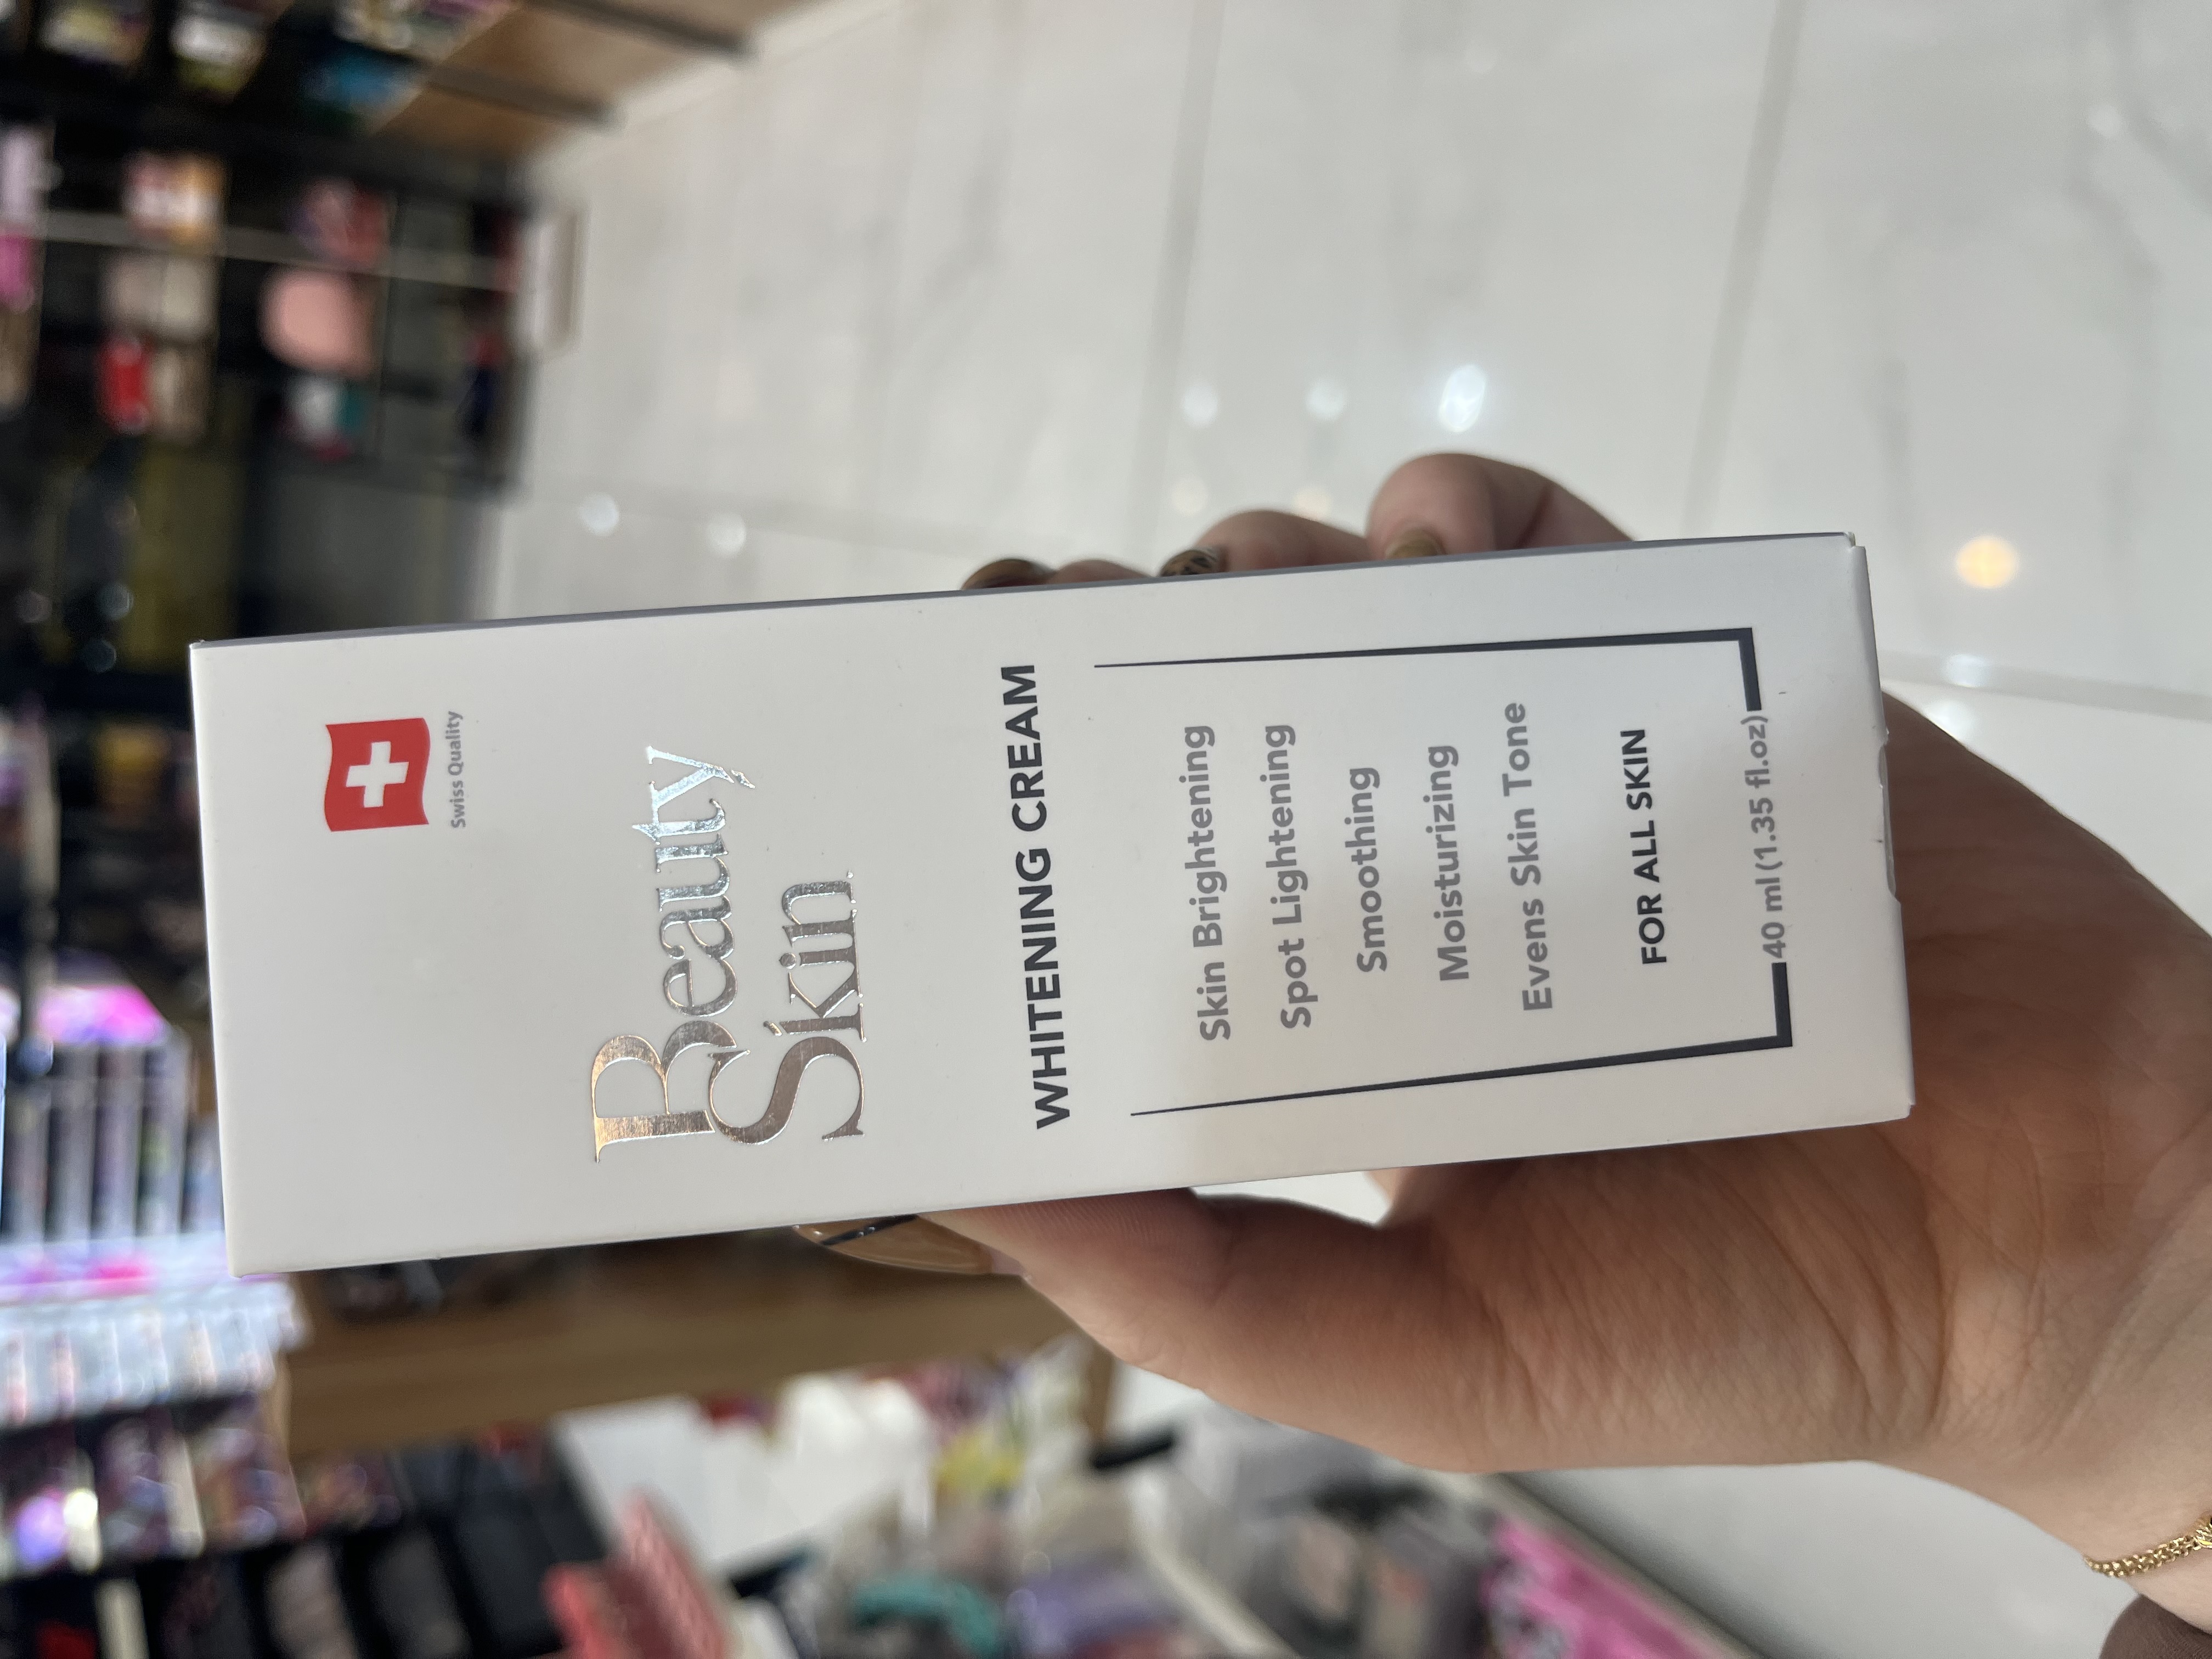 Swiss Quality
Beauty
Skin
WHITENING CREAM
Skin Brightening
Spot Lightening
Smoothing
Moisturizing
Evens Skin Tone
FOR ALL SKIN
40 ml (1.35 fl.oz)